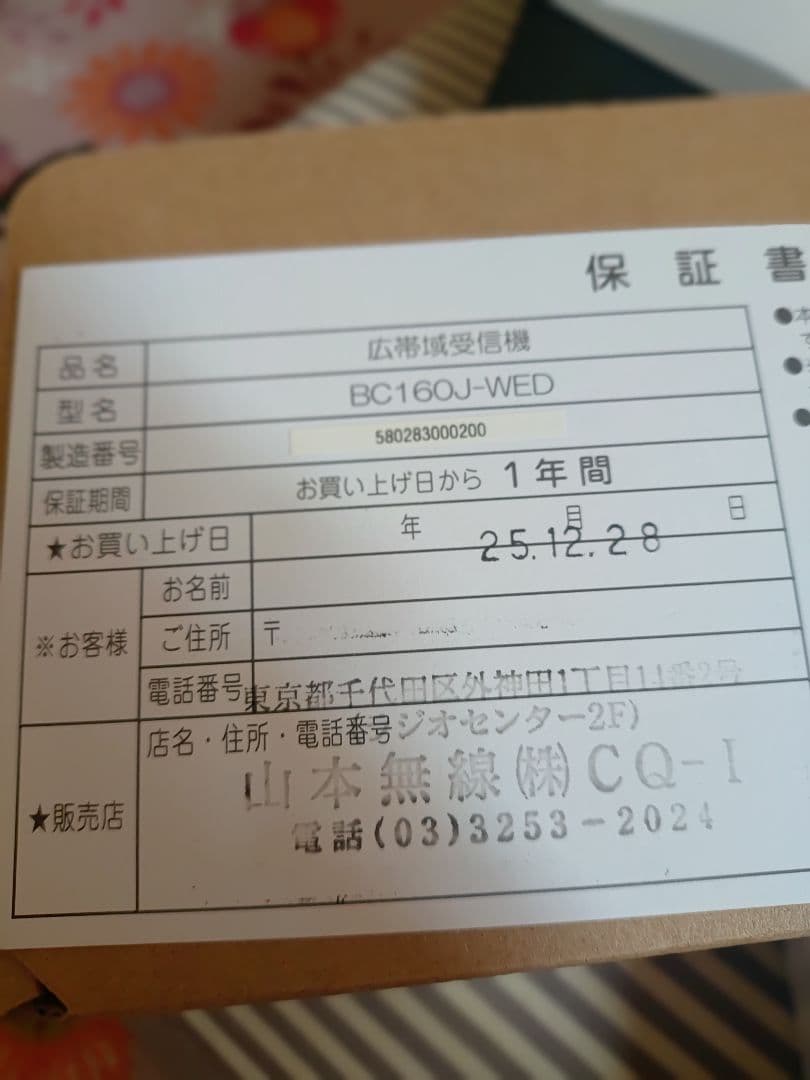 保証書
品名 広帯域受信機
型名 BC160J-WED
製造番号 580283000200
保証期間 お買い上げ日から 1年間
★お買い上げ日 年 月 日
25.12.28
※お客様
お名前
ご住所 〒
電話番号
東京都千代田区外神田1丁目14番2号
★販売店
店名・住所・電話番号
ジオセンター2F)
山本無線(株)CQ-1
電話(03)3253-2024